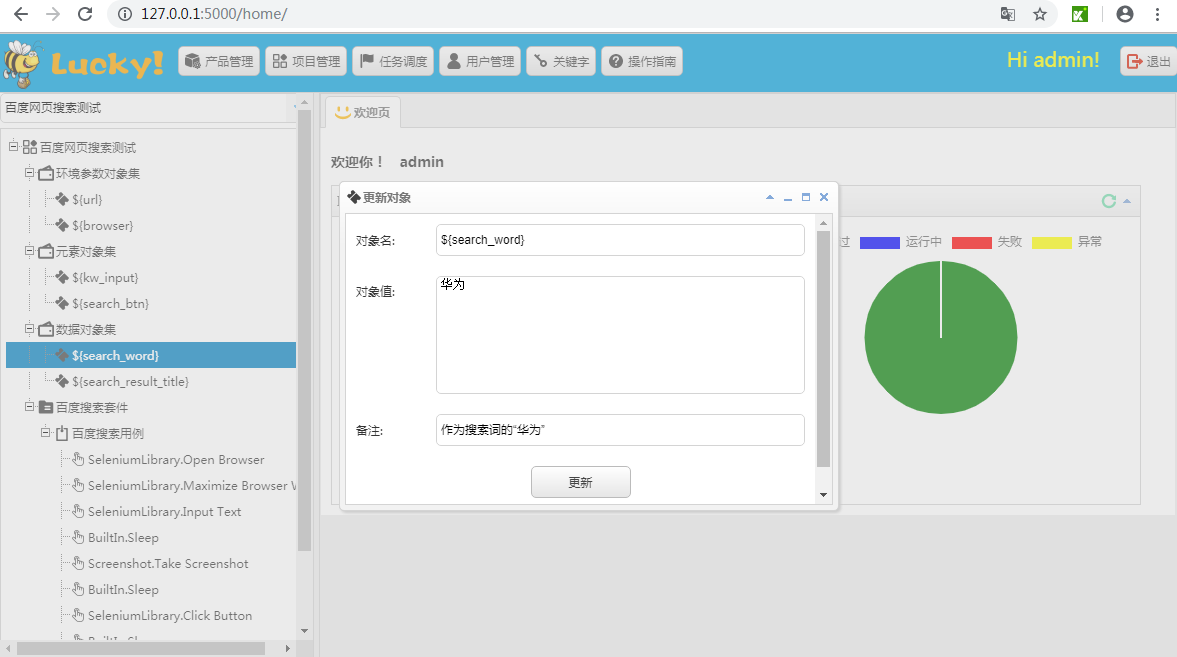 127.0.0.1:5000/home/
Lucky!
产品管理
项目管理
任务调度
用户管理
关键字
操作指南
Hi admin!
退出
百度网页搜索测试
百度网页搜索测试
环境参数对象集
${url}
${browser}
元素对象集
${kw_input}
${search_btn}
数据对象集
${search_word}
${search_result_title}
百度搜索套件
百度搜索用例
SeleniumLibrary.Open Browser
SeleniumLibrary.Maximize Browser
SeleniumLibrary.Input Text
BuiltIn.Sleep
Screenshot.Take Screenshot
BuiltIn.Sleep
SeleniumLibrary.Click Button
欢迎页
欢迎你！ admin
过
运行中
失败
异常
更新对象
对象名:
${search_word}
对象值:
华为
备注:
作为搜索词的“华为”
更新